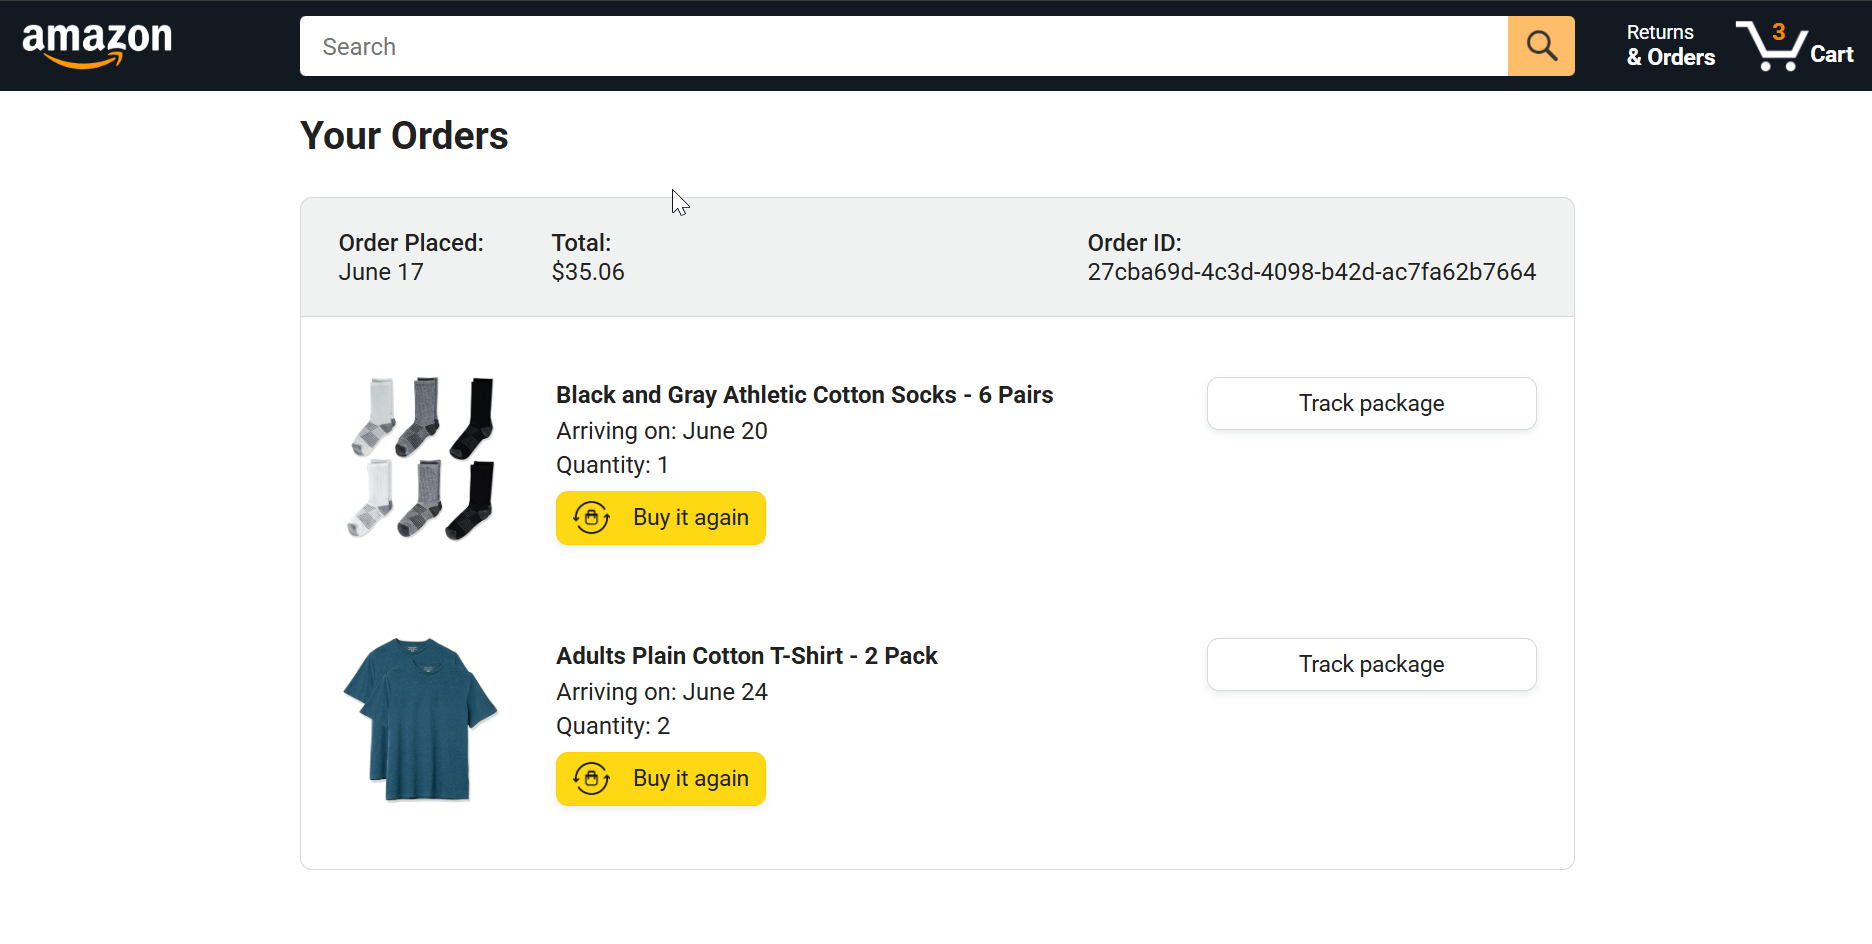 amazon
Search
Returns
& Orders
3
Cart
Your Orders
Order Placed:
June 17
Total:
$35.06
Order ID:
27cba69d-4c3d-4098-b42d-ac7fa62b7664
Black and Gray Athletic Cotton Socks - 6 Pairs
Arriving on: June 20
Quantity: 1
Buy it again
Track package
Adults Plain Cotton T-Shirt - 2 Pack
Arriving on: June 24
Quantity: 2
Buy it again
Track package